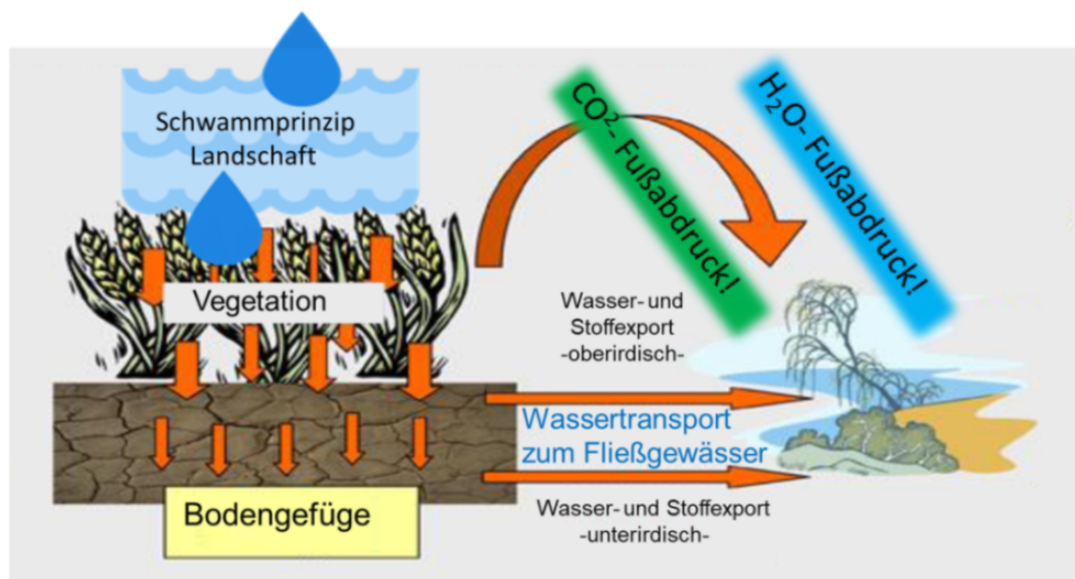 Schwammprinzip
Landschaft
CO²- Fußabdruck!
H₂O- Fußabdruck!
Vegetation
Wasser- und
Stoffexport
-oberirdisch-
Wassertransport
zum Fließgewässer
Bodengefüge
Wasser- und Stoffexport
-unterirdisch-